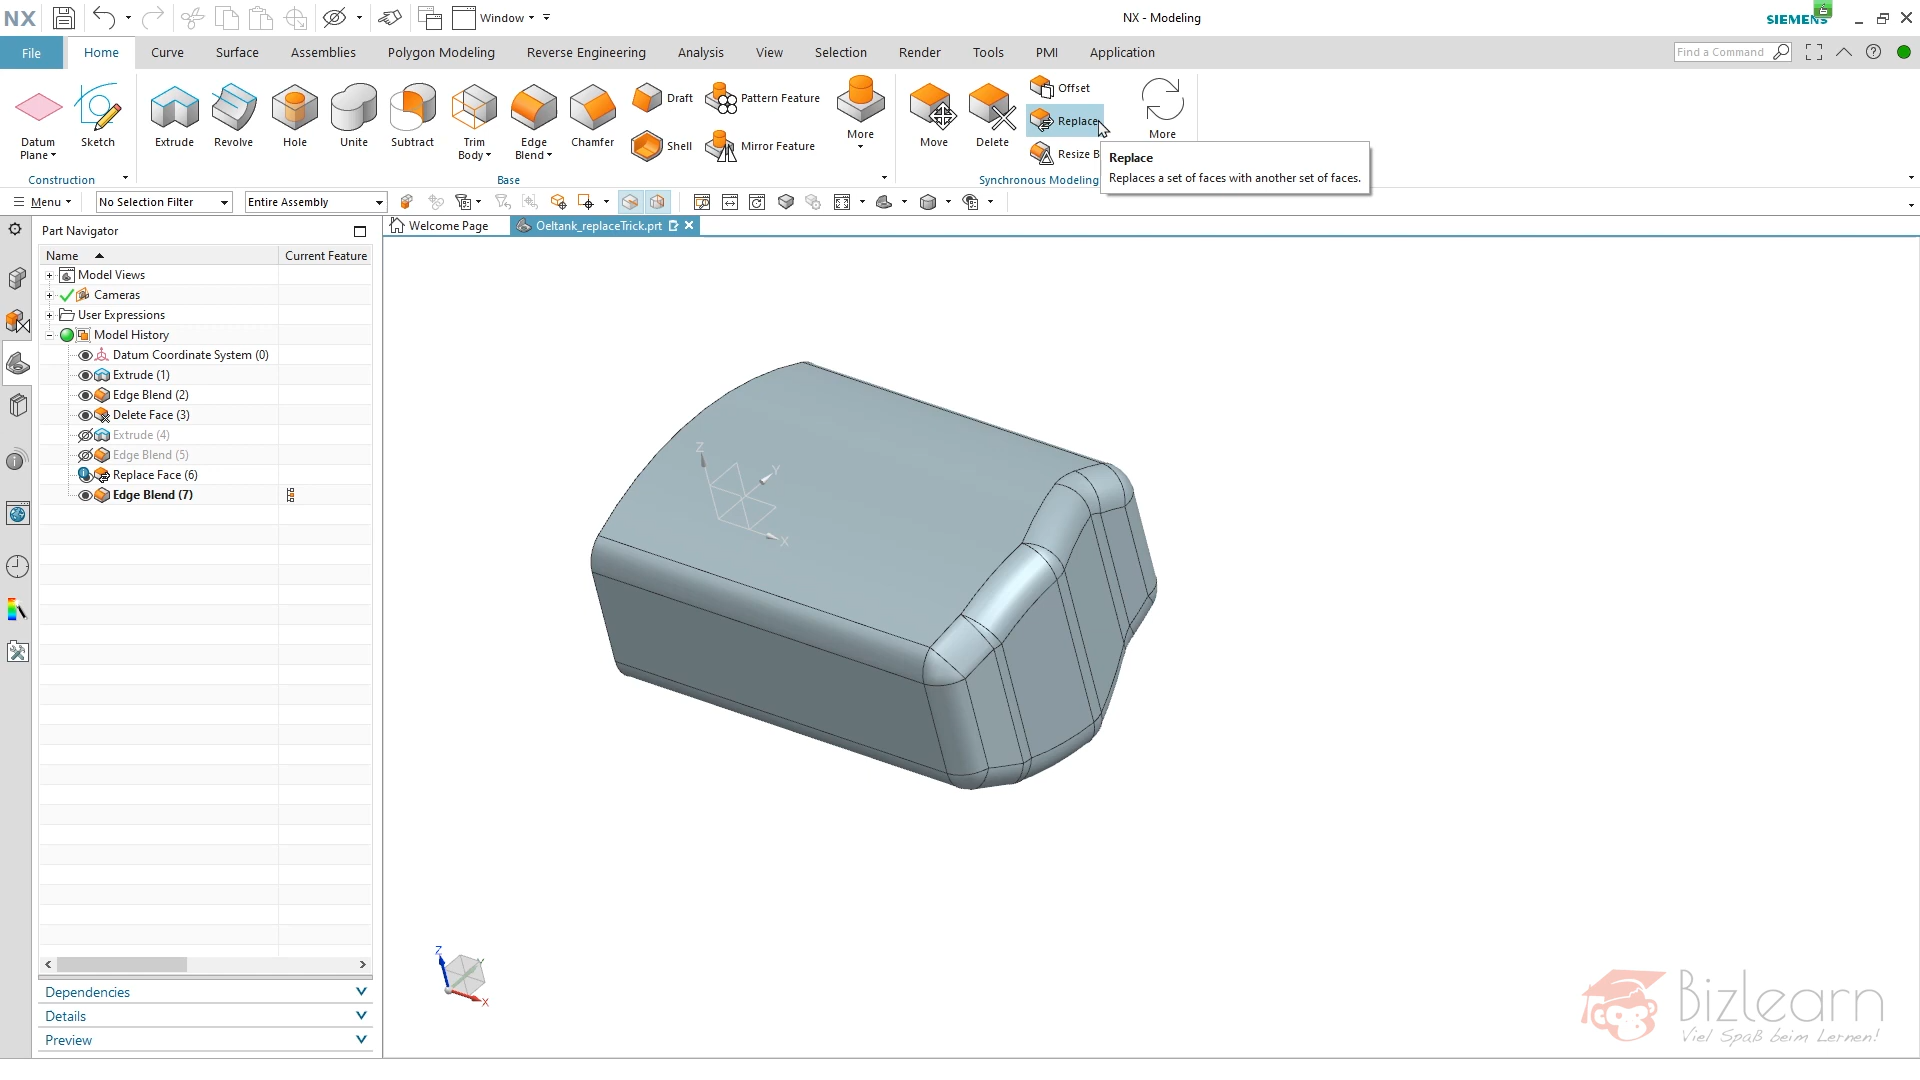 NX
Window
NX - Modeling
SIEMENS
File
Home
Curve
Surface
Assemblies
Polygon Modeling
Reverse Engineering
Analysis
View
Selection
Render
Tools
PMI
Application
Find a Command
Datum Plane
Sketch
Extrude
Revolve
Hole
Unite
Subtract
Trim Body
Edge Blend
Chamfer
Draft
Shell
Pattern Feature
Mirror Feature
More
Move
Delete
Offset
Replace
Resize B
More
Construction
Base
Synchronous Modeling
Replace
Replaces a set of faces with another set of faces.
Menu
No Selection Filter
Entire Assembly
Part Navigator
Welcome Page
Oeltank_replaceTrick.prt
Name
Current Feature
Model Views
Cameras
User Expressions
Model History
Datum Coordinate System (0)
Extrude (1)
Edge Blend (2)
Delete Face (3)
Extrude (4)
Edge Blend (5)
Replace Face (6)
Edge Blend (7)
Z
Y
X
Z
Y
X
Dependencies
Details
Preview
Bizlearn
Viel Spaß beim Lernen!